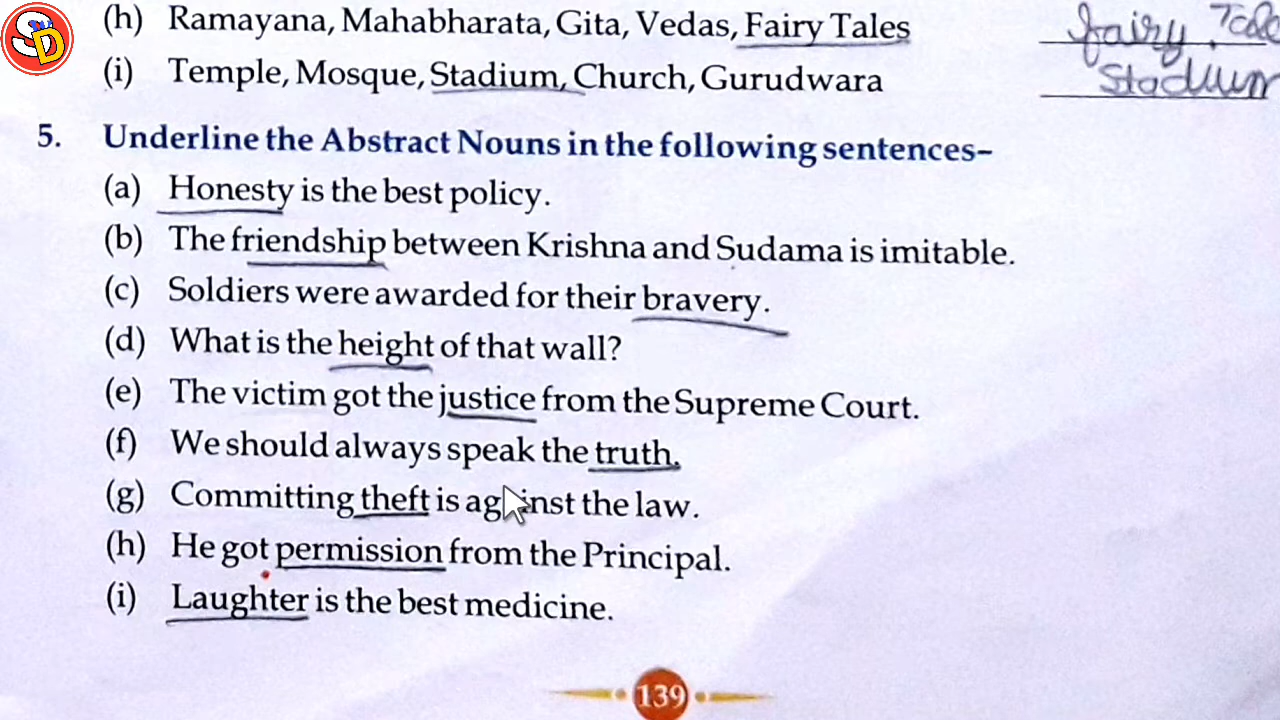 SD
(h) Ramayana, Mahabharata, Gita, Vedas, Fairy Tales Fairy
(i) Temple, Mosque, Stadium, Church, Gurudwara Stadium
5. Underline the Abstract Nouns in the following sentences–
(a) Honesty is the best policy.
(b) The friendship between Krishna and Sudama is imitable.
(c) Soldiers were awarded for their bravery.
(d) What is the height of that wall?
(e) The victim got the justice from the Supreme Court.
(f) We should always speak the truth.
(g) Committing theft is against the law.
(h) He got permission from the Principal.
(i) Laughter is the best medicine.
139